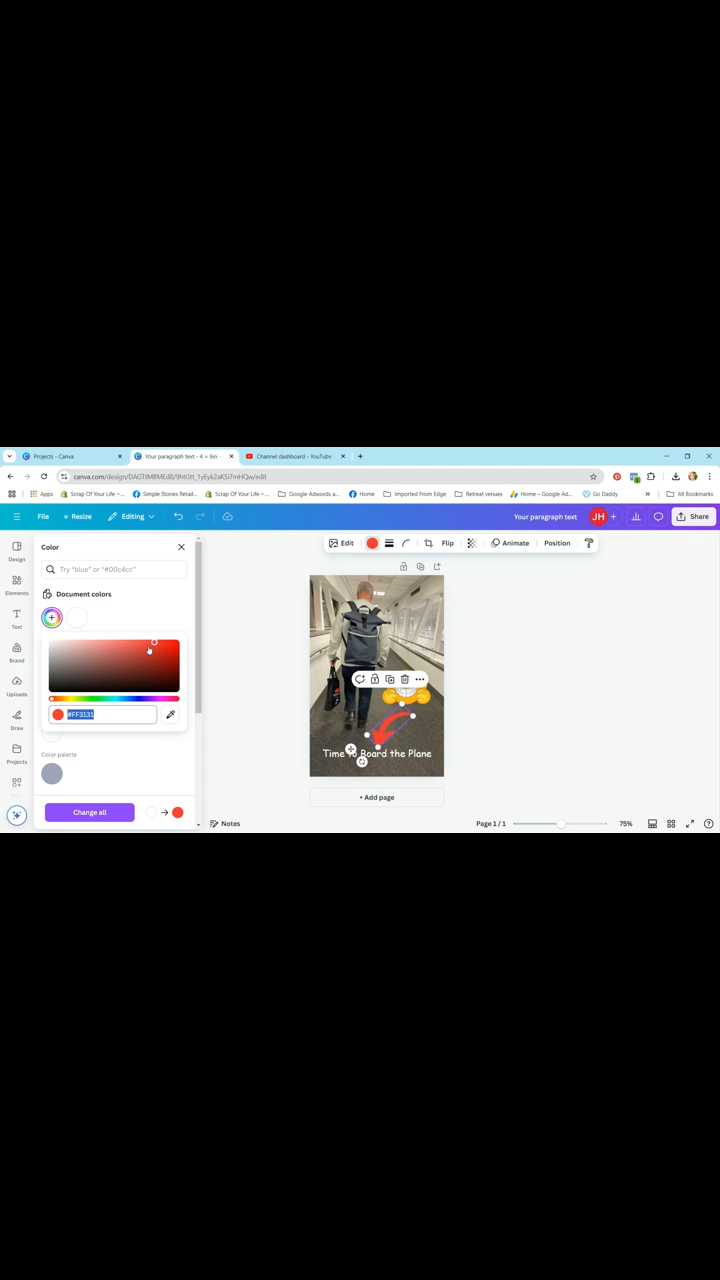 Projects - Canva
Your paragraph text - 4 × 6in -
Channel dashboard - YouTube
canva.com/design/DAGTtMBMEd8/9htGtt_1yEyk2aKSi7mHQw/edit
Apps
Scrap Of Your Life -...
Simple Stories Retail...
Scrap Of Your Life -...
Google Adwords a...
Home
Imported From Edge
Retreat venues
Home - Google Ad...
Go Daddy
»
All Bookmarks
File
Resize
Editing
Your paragraph text
JH
Share
Design
Elements
Text
Brand
Uploads
Draw
Projects
Color
Try "blue" or "#00c4cc"
Document colors
#FF3131
Color palette
Change all
Edit
Flip
Animate
Position
Time to Board the Plane
+ Add page
Notes
Page 1 / 1
75%